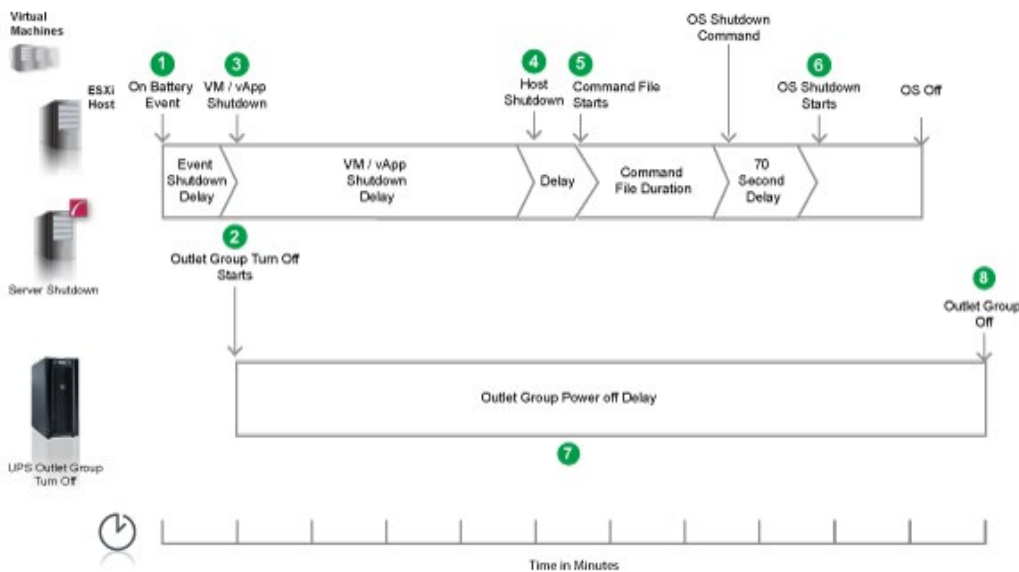 Virtual
Machines
ESXi
Host
Server Shutdown
UPS Outlet Group
Turn Off
1
On Battery
Event
3
VM / vApp
Shutdown
4
Host
Shutdown
5
Command File
Starts
OS Shutdown
Command
6
OS Shutdown
Starts
OS Off
Event
Shutdown
Delay
VM / vApp
Shutdown
Delay
Delay
Command
File Duration
70
Second
Delay
2
Outlet Group Turn Off
Starts
8
Outlet Group
Off
Outlet Group Power off Delay
7
Time in Minutes